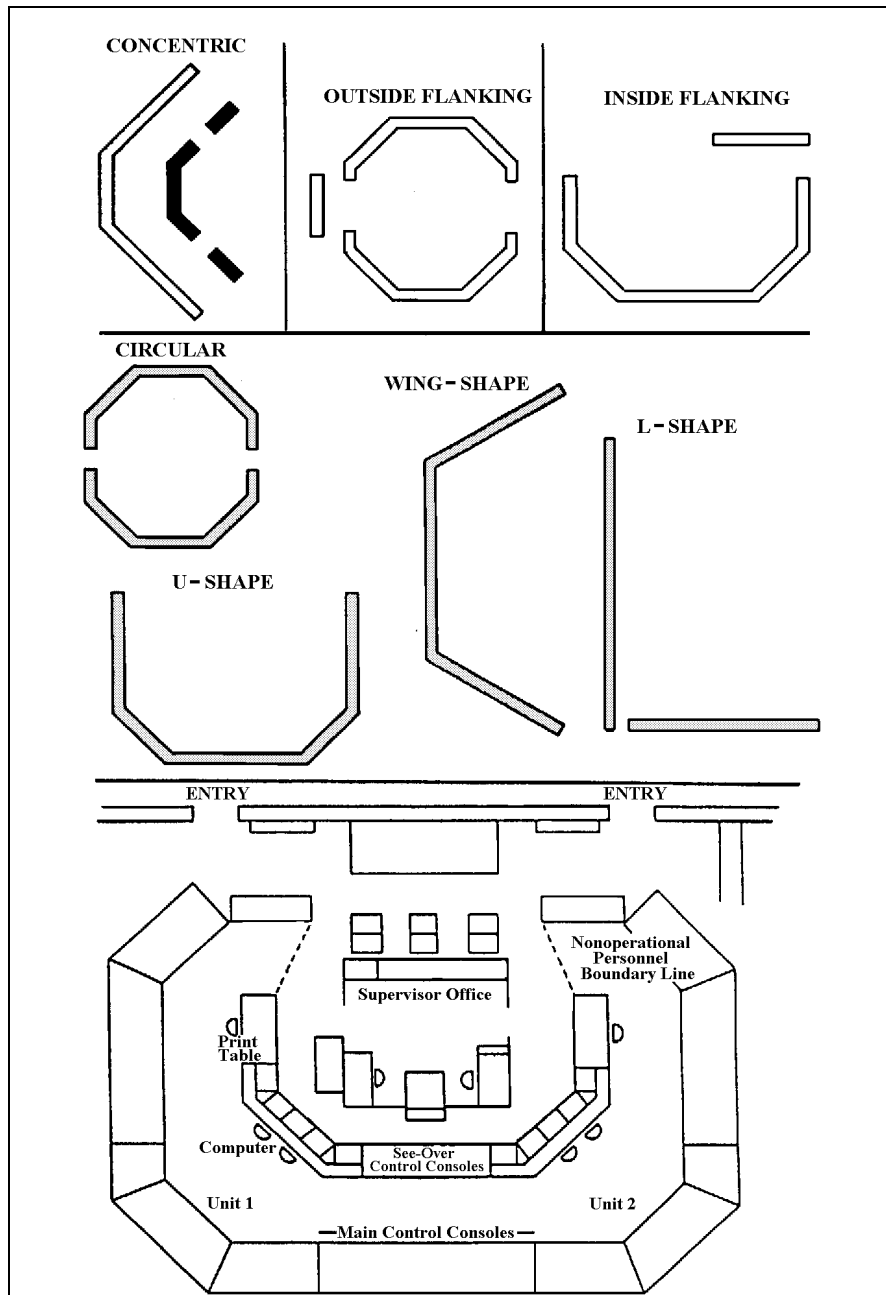 CONCENTRIC
OUTSIDE FLANKING
INSIDE FLANKING
CIRCULAR
WING-SHAPE
L-SHAPE
U-SHAPE
ENTRY
ENTRY
Nonoperational
Personnel
Boundary Line
Supervisor Office
Print
Table
Computer
See-Over
Control Consoles
Unit 1
Unit 2
Main Control Consoles